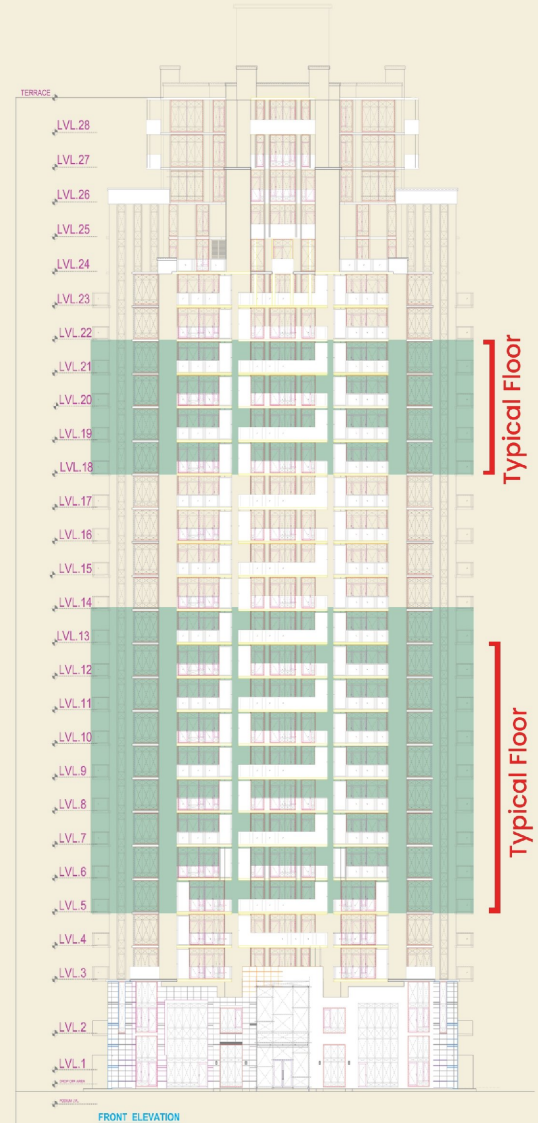 TERRACE
LVL.28
LVL.27
LVL.26
LVL.25
LVL.24
LVL.23
LVL.22
LVL.21
LVL.20
LVL.19
LVL.18
Typical Floor
LVL.17
LVL.16
LVL.15
LVL.14
LVL.13
LVL.12
LVL.11
LVL.10
LVL.9
LVL.8
LVL.7
LVL.6
LVL.5
Typical Floor
LVL.4
LVL.3
LVL.2
LVL.1
FRONT ELEVATION